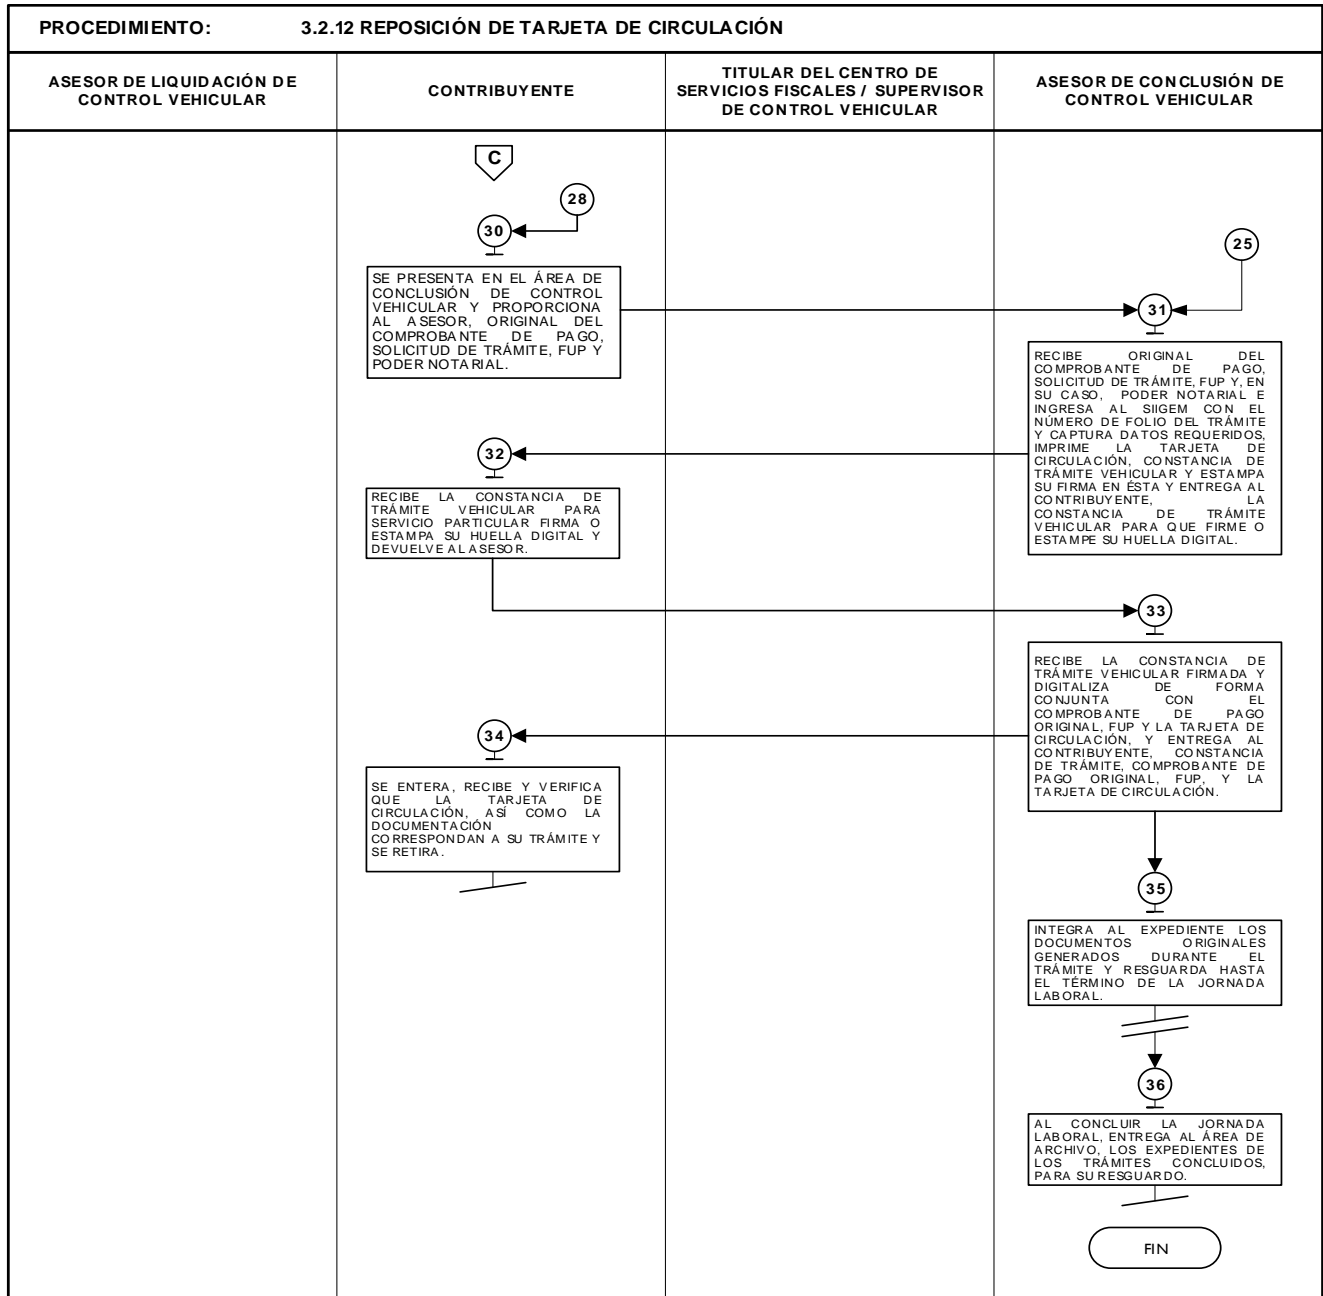 PROCEDIMIENTO: 3.2.12 REPOSICIÓN DE TARJETA DE CIRCULACIÓN
ASESOR DE LIQUIDACIÓN DE
CONTROL VEHICULAR
CONTRIBUYENTE
TITULAR DEL CENTRO DE
SERVICIOS FISCALES / SUPERVISOR
DE CONTROL VEHICULAR
ASESOR DE CONCLUSIÓN DE
CONTROL VEHICULAR
C
28
30
SE PRESENTA EN EL ÁREA DE
CONCLUSIÓN DE CONTROL
VEHICULAR Y PROPORCIONA
AL ASESOR, ORIGINAL DEL
COMPROBANTE DE PAGO,
SOLICITUD DE TRÁMITE, FUP Y
PODER NOTARIAL.
25
31
RECIBE ORIGINAL DEL
COMPROBANTE DE PAGO,
SOLICITUD DE TRÁMITE, FUP Y, EN
SU CASO, PODER NOTARIAL E
INGRESA AL SIIGEM CON EL
NÚMERO DE FOLIO DEL TRÁMITE
Y CAPTURA DATOS REQUERIDOS,
IMPRIME LA TARJETA DE
CIRCULACIÓN, CONSTANCIA DE
TRÁMITE VEHICULAR Y ESTAMPA
SU FIRMA EN ÉSTA Y ENTREGA AL
CONTRIBUYENTE, LA
CONSTANCIA DE TRÁMITE
VEHICULAR PARA QUE FIRME O
ESTAMPE SU HUELLA DIGITAL.
32
RECIBE LA CONSTANCIA DE
TRÁMITE VEHICULAR PARA
SERVICIO PARTICULAR FIRMA O
ESTAMPA SU HUELLA DIGITAL Y
DEVUELVE AL ASESOR.
33
RECIBE LA CONSTANCIA DE
TRÁMITE VEHICULAR FIRMADA Y
DIGITALIZA DE FORMA
CONJUNTA CON EL
COMPROBANTE DE PAGO
ORIGINAL, FUP Y LA TARJETA DE
CIRCULACIÓN, Y ENTREGA AL
CONTRIBUYENTE, CONSTANCIA
DE TRÁMITE, COMPROBANTE DE
PAGO ORIGINAL, FUP, Y LA
TARJETA DE CIRCULACIÓN.
34
SE ENTERA, RECIBE Y VERIFICA
QUE LA TARJETA DE
CIRCULACIÓN, ASÍ COMO LA
DOCUMENTACIÓN
CORRESPONDAN A SU TRÁMITE Y
SE RETIRA.
35
INTEGRA AL EXPEDIENTE LOS
DOCUMENTOS ORIGINALES
GENERADOS DURANTE EL
TRÁMITE Y RESGUARDA HASTA
EL TÉRMINO DE LA JORNADA
LABORAL.
36
AL CONCLUIR LA JORNADA
LABORAL, ENTREGA AL ÁREA DE
ARCHIVO, LOS EXPEDIENTES DE
LOS TRÁMITES CONCLUIDOS,
PARA SU RESGUARDO.
FIN